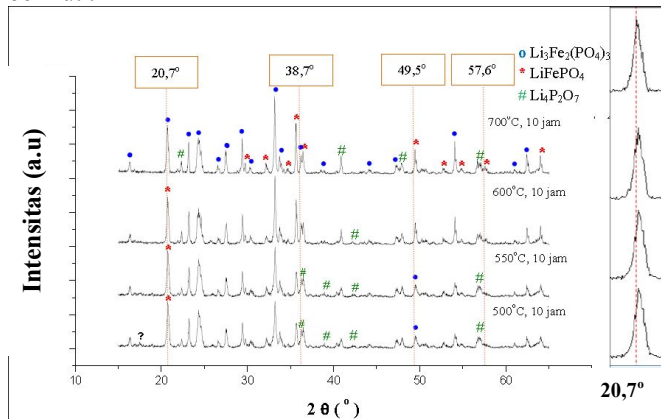 Li₃Fe₂(PO₄)₃
20,7°
38,7°
49,5°
57,6°
* LiFePO₄
# Li₄P₂O₇
700°C, 10 jam
600°C, 10 jam
550°C, 10 jam
500°C, 10 jam
?
Intensitas (a.u)
10 20 30 40 50 60
2 θ ( ° )
20,7°